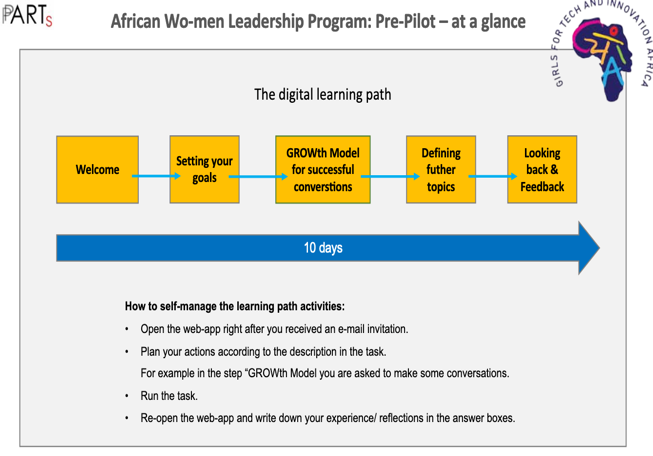 PARTs
African Wo-men Leadership Program: Pre-Pilot – at a glance
GIRLS FOR TECH AND INNOVATION AFRICA
The digital learning path
Welcome
Setting your
goals
GROWth Model
for successful
converstions
Defining
futher
topics
Looking
back &
Feedback
10 days
How to self-manage the learning path activities:
• Open the web-app right after you received an e-mail invitation.
• Plan your actions according to the description in the task.
For example in the step “GROWth Model you are asked to make some conversations.
• Run the task.
• Re-open the web-app and write down your experience/ reflections in the answer boxes.